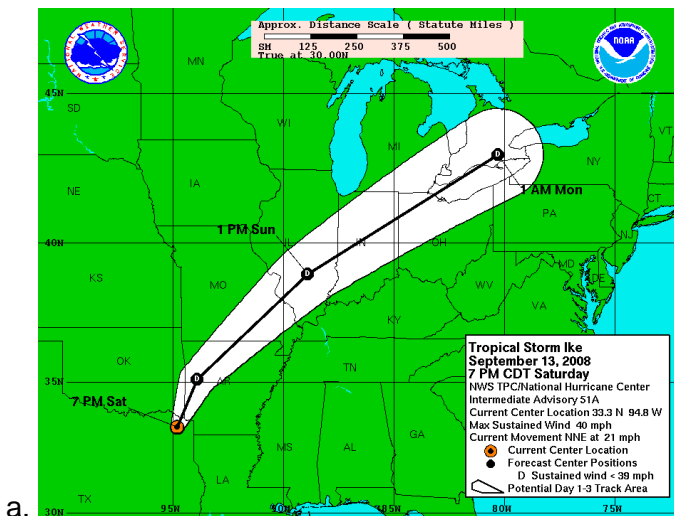 Approx. Distance Scale ( Statute Miles )
SM 125 250 375 500
True at 30.00N
NATIONAL WEATHER SERVICE
NOAA
MN
45N
SD
WI
MI
VT
NY
NE
IA
1 AM Mon
PA
CT
1 PM Sun
40N
IL
IN
OH
NJ
MD
DE
KS
MO
WV
VA
KY
OK
TN
35N
AR
7 PM Sat
MS
AL
GA
LA
TX
30N
95W
90W
85W
80W
75W
D
D
D
Tropical Storm Ike
September 13, 2008
7 PM CDT Saturday
NWS TPC/National Hurricane Center
Intermediate Advisory 51A
Current Center Location 33.3 N 94.8 W
Max Sustained Wind 40 mph
Current Movement NNE at 21 mph
Current Center Location
Forecast Center Positions
D Sustained wind < 39 mph
Potential Day 1-3 Track Area
a.